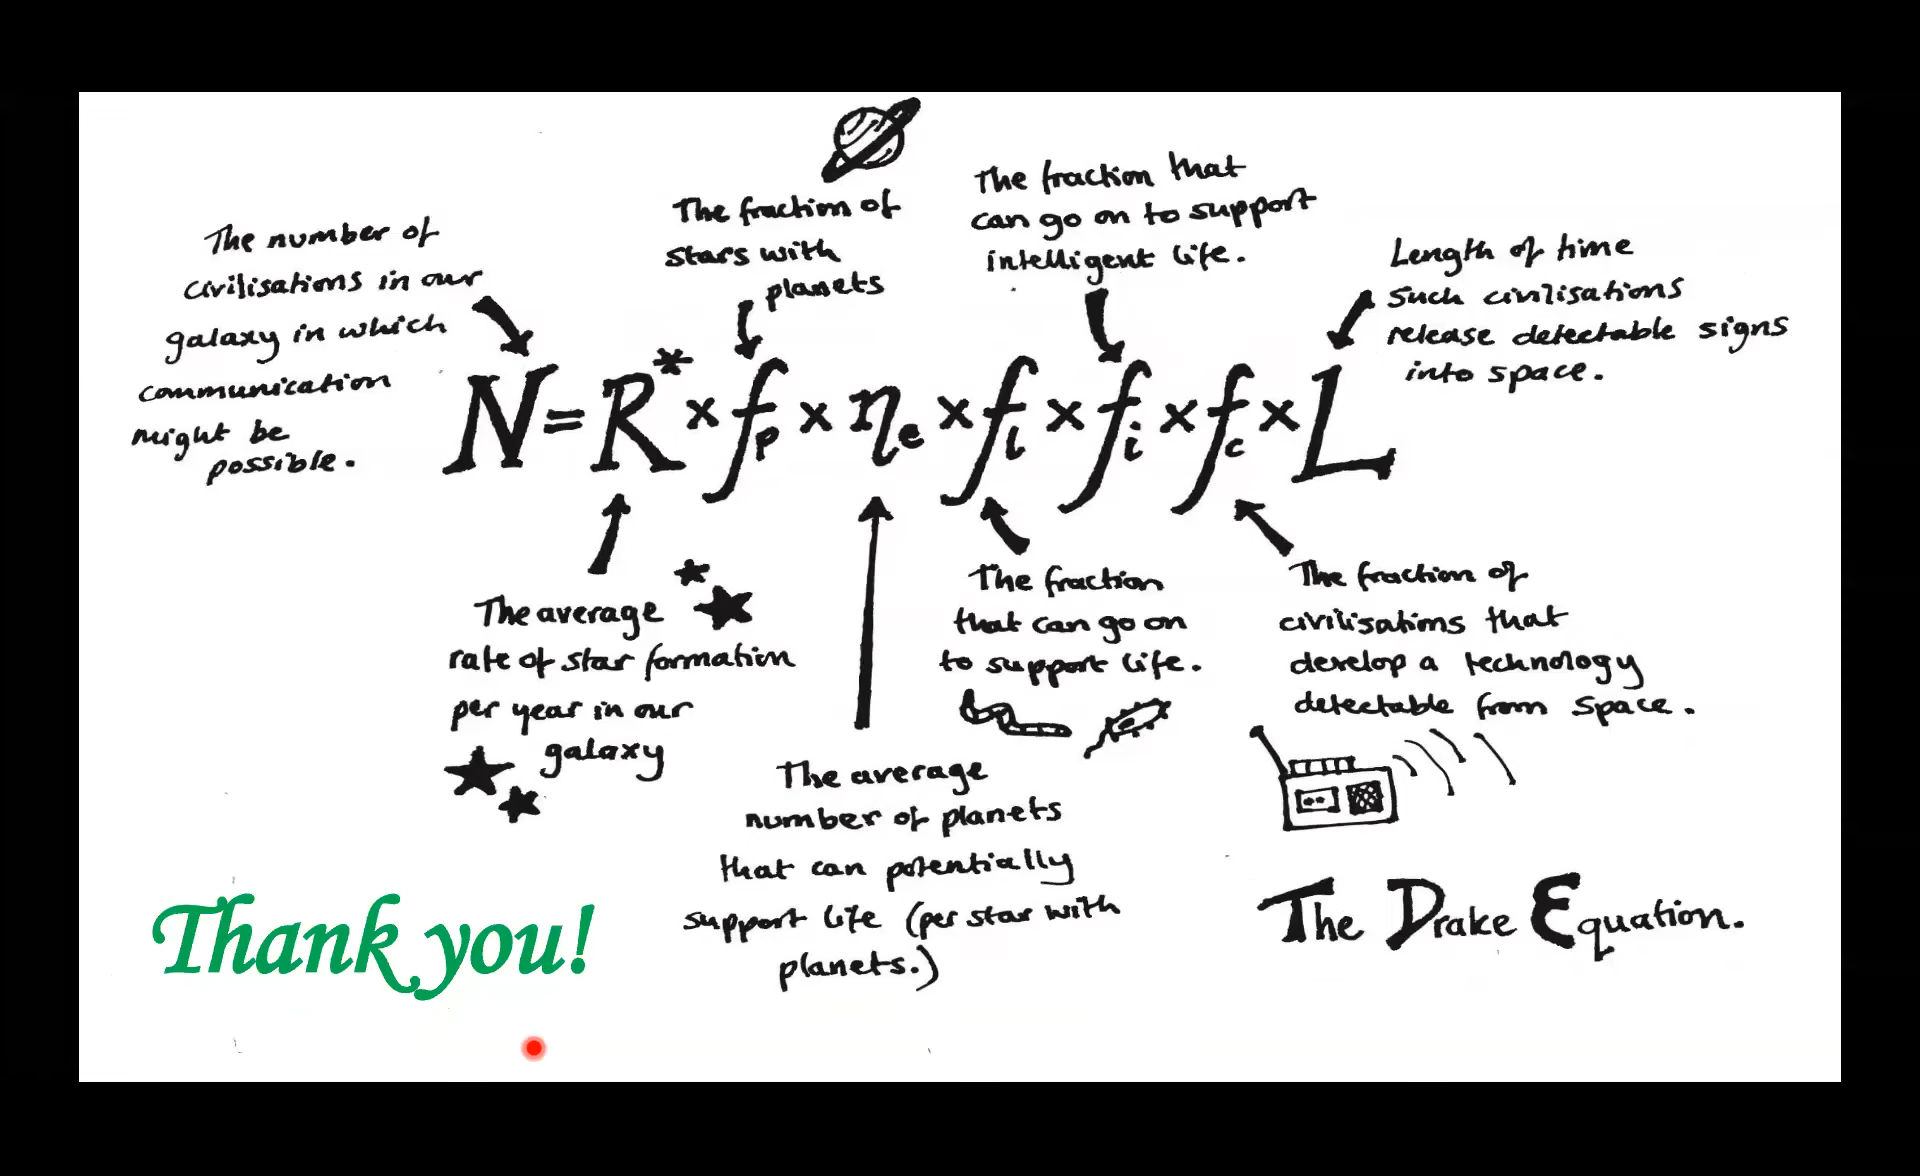 The number of
civilisations in our
galaxy in which
communication
might be
possible.
The fraction of
stars with
planets
The fraction that
can go on to support
intelligent life.
Length of time
such civilisations
release detectable signs
into space.
N = R* × fp × ηe × fl × fi × fc × L
The average
rate of star formation
per year in our
galaxy
The average
number of planets
that can potentially
support life (per star with
planets.)
The fraction
that can go on
to support life.
The fraction of
civilisations that
develop a technology
detectable from space.
Thank you!
The Drake Equation.